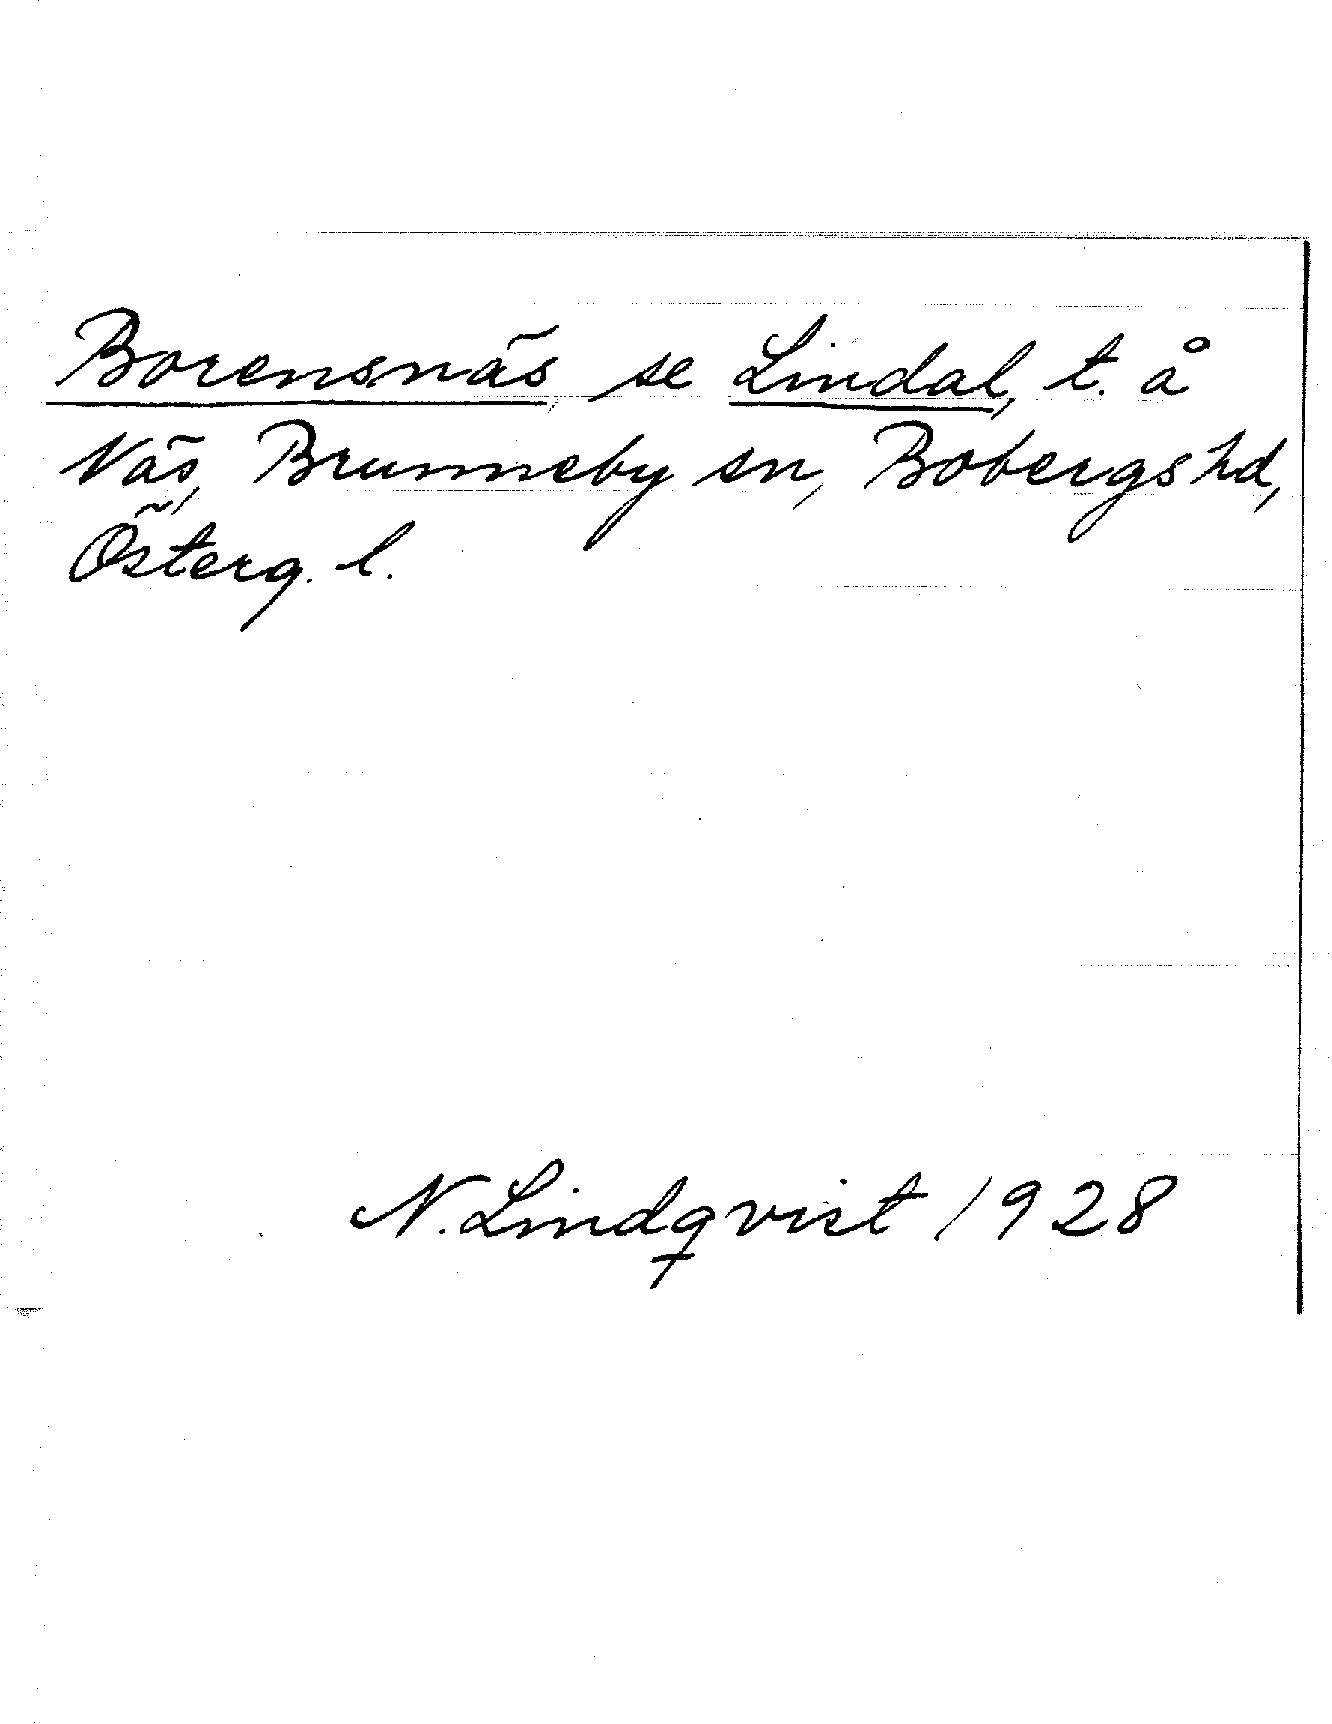 Borensnäs, se Lindal, t. å
Näs, Brunneby sn, Bobergs hd,
Österg. l.
N. Lindqvist 1928